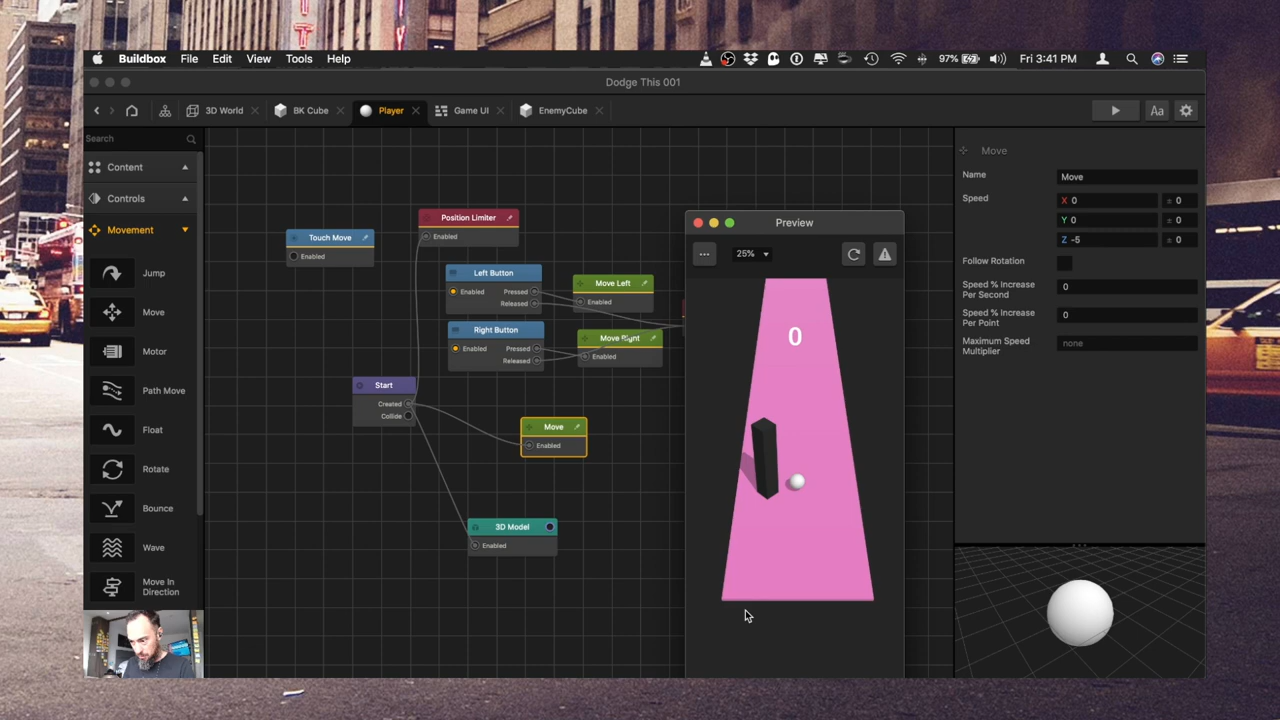 Buildbox File Edit View Tools Help 97% Fri 3:41 PM
Dodge This 001
3D World BK Cube Player Game UI EnemyCube Aa
Search
Content
Controls
Movement
Jump
Move
Motor
Path Move
Float
Rotate
Bounce
Wave
Move In
Direction
Touch Move
Enabled
Position Limiter
Enabled
Left Button
Enabled Pressed
Released
Move Left
Enabled
Right Button
Enabled Pressed
Released
Enabled
Start
Created
Collide
Move
Enabled
3D Model
Enabled
Preview
25%
0
Move
Name Move
Speed X 0 ± 0
Y 0 ± 0
Z -5 ± 0
Follow Rotation
Speed % Increase
Per Second 0
Speed % Increase
Per Point 0
Maximum Speed
Multiplier none